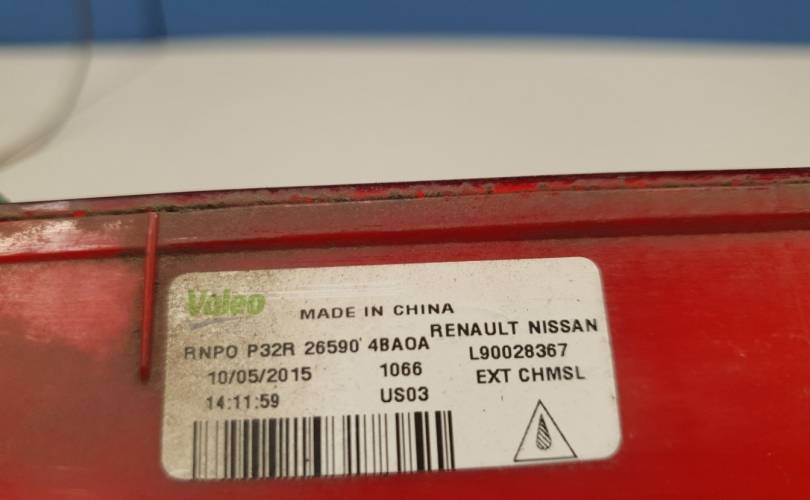 Valeo
MADE IN CHINA
RENAULT NISSAN
RNPO P32R 26590 4BA0A
L90028367
10/05/2015 1066
EXT CHMSL
14:11:59 US03